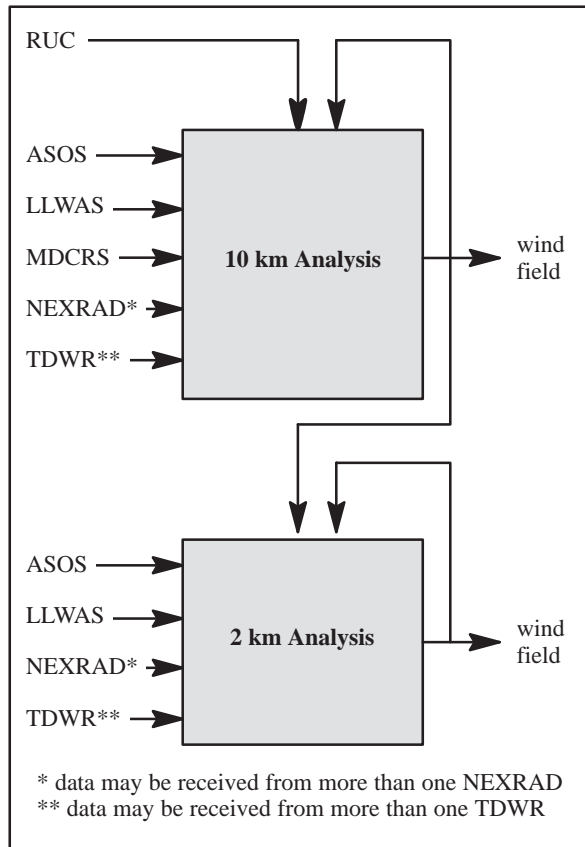 RUC
ASOS
LLWAS
MDCRS
NEXRAD*
TDWR**
10 km Analysis
wind
field
ASOS
LLWAS
NEXRAD*
TDWR**
2 km Analysis
wind
field
* data may be received from more than one NEXRAD
** data may be received from more than one TDWR